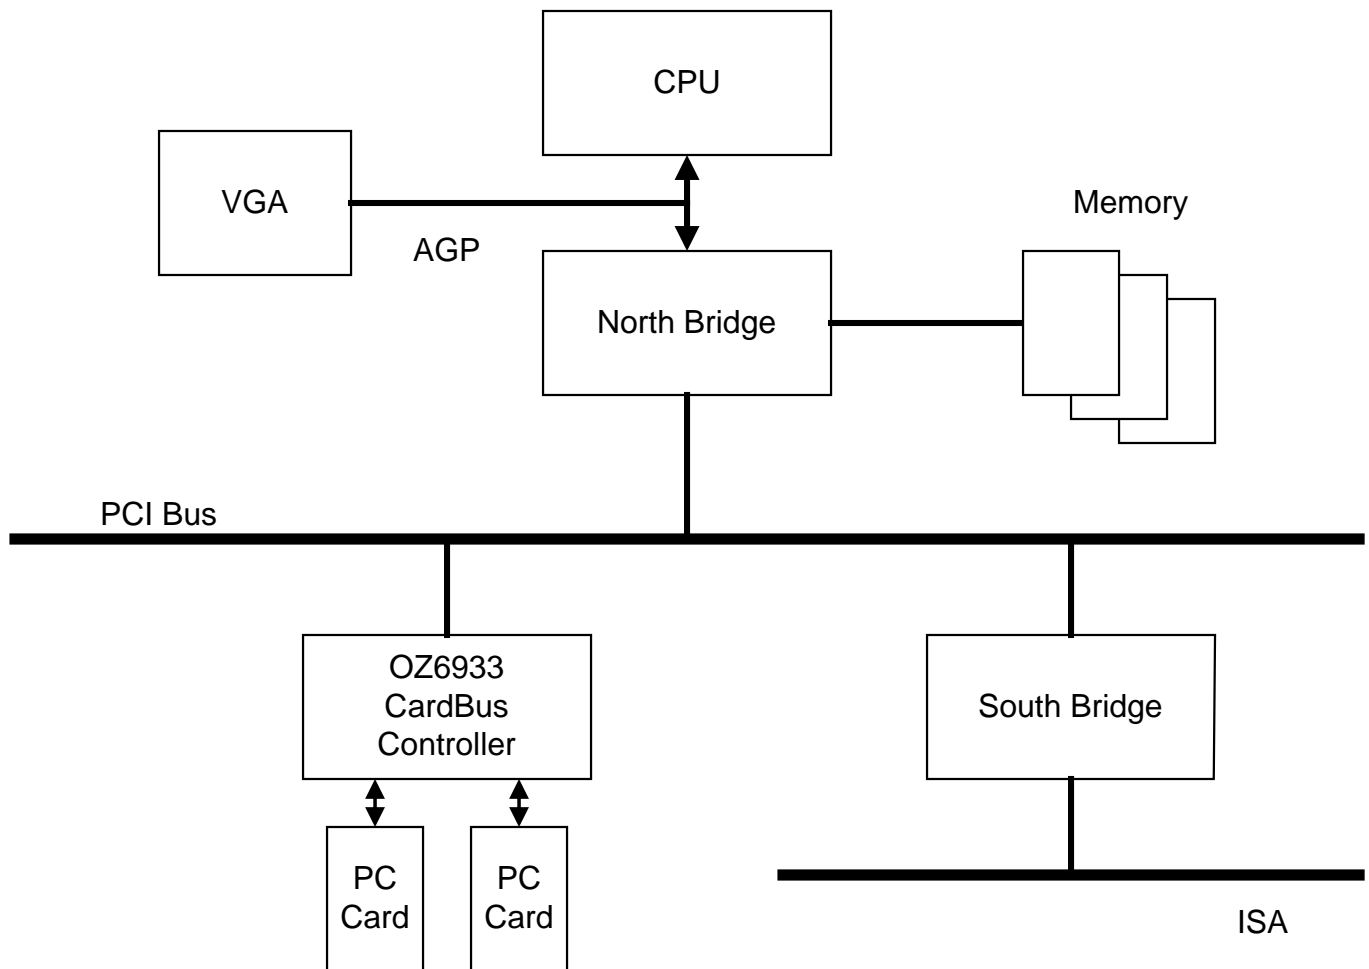 CPU
VGA
Memory
AGP
North Bridge
PCI Bus
OZ6933
CardBus
Controller
South Bridge
PC
Card
PC
Card
ISA